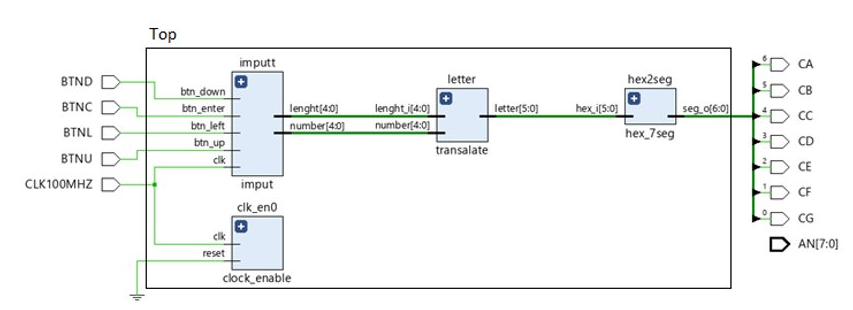 Top
BTND
BTNC
BTNL
BTNU
CLK100MHZ
imputt
btn_down
btn_enter
btn_left
btn_up
clk
lenght[4:0]
number[4:0]
imput
clk_en0
clk
reset
clock_enable
letter
lenght_i[4:0]
number[4:0]
letter[5:0]
transalate
hex2seg
hex_i[5:0]
seg_o[6:0]
hex_7seg
6 CA
5 CB
4 CC
3 CD
2 CE
1 CF
0 CG
AN[7:0]